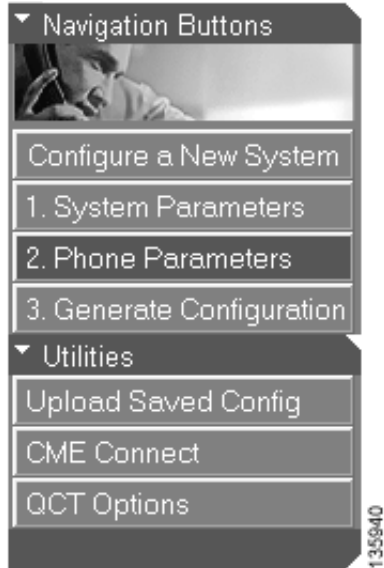 Navigation Buttons
Configure a New System
1. System Parameters
2. Phone Parameters
3. Generate Configuration
Utilities
Upload Saved Config
CME Connect
QCT Options
135940